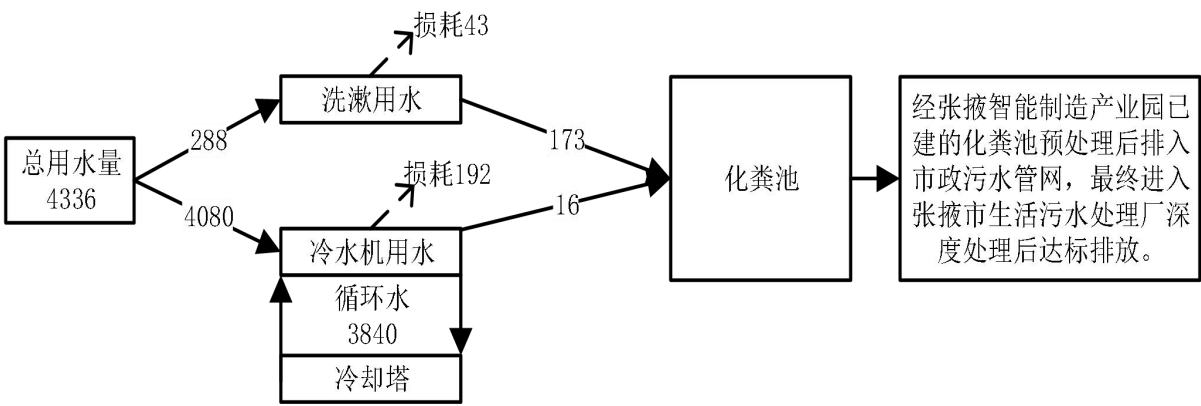 损耗43
洗漱用水
288
173
总用水量
4336
损耗192
4080
16
冷水机用水
循环水
3840
冷却塔
化粪池
经张掖智能制造产业园已
建的化粪池预处理后排入
市政污水管网，最终进入
张掖市生活污水处理厂深
度处理后达标排放。